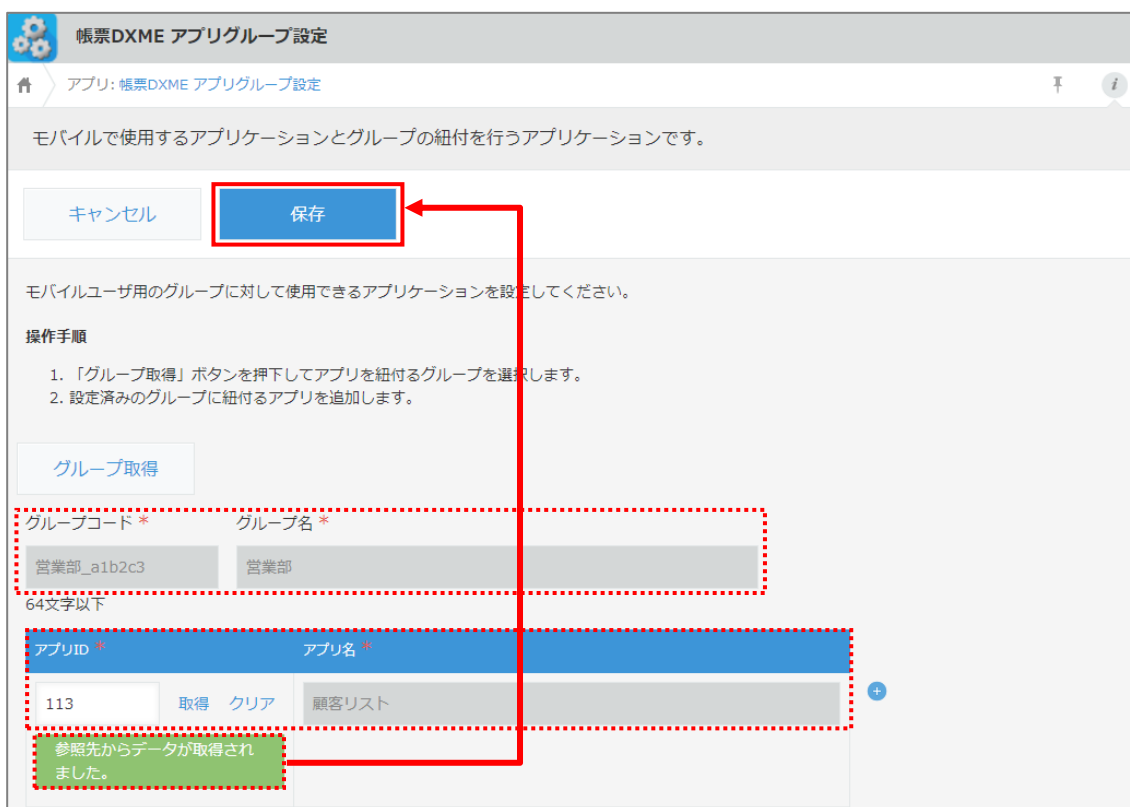 帳票DXME アプリグループ設定
アプリ: 帳票DXME アプリグループ設定
i
モバイルで使用するアプリケーションとグループの紐付を行うアプリケーションです。
キャンセル
保存
モバイルユーザ用のグループに対して使用できるアプリケーションを設定してください。
操作手順
1. 「グループ取得」ボタンを押下してアプリを紐付るグループを選択します。
2. 設定済みのグループに紐付るアプリを追加します。
グループ取得
グループコード * グループ名 *
営業部_a1b2c3 営業部
64文字以下
アプリID * アプリ名 *
113 取得 クリア 顧客リスト
参照先からデータが取得され
ました。